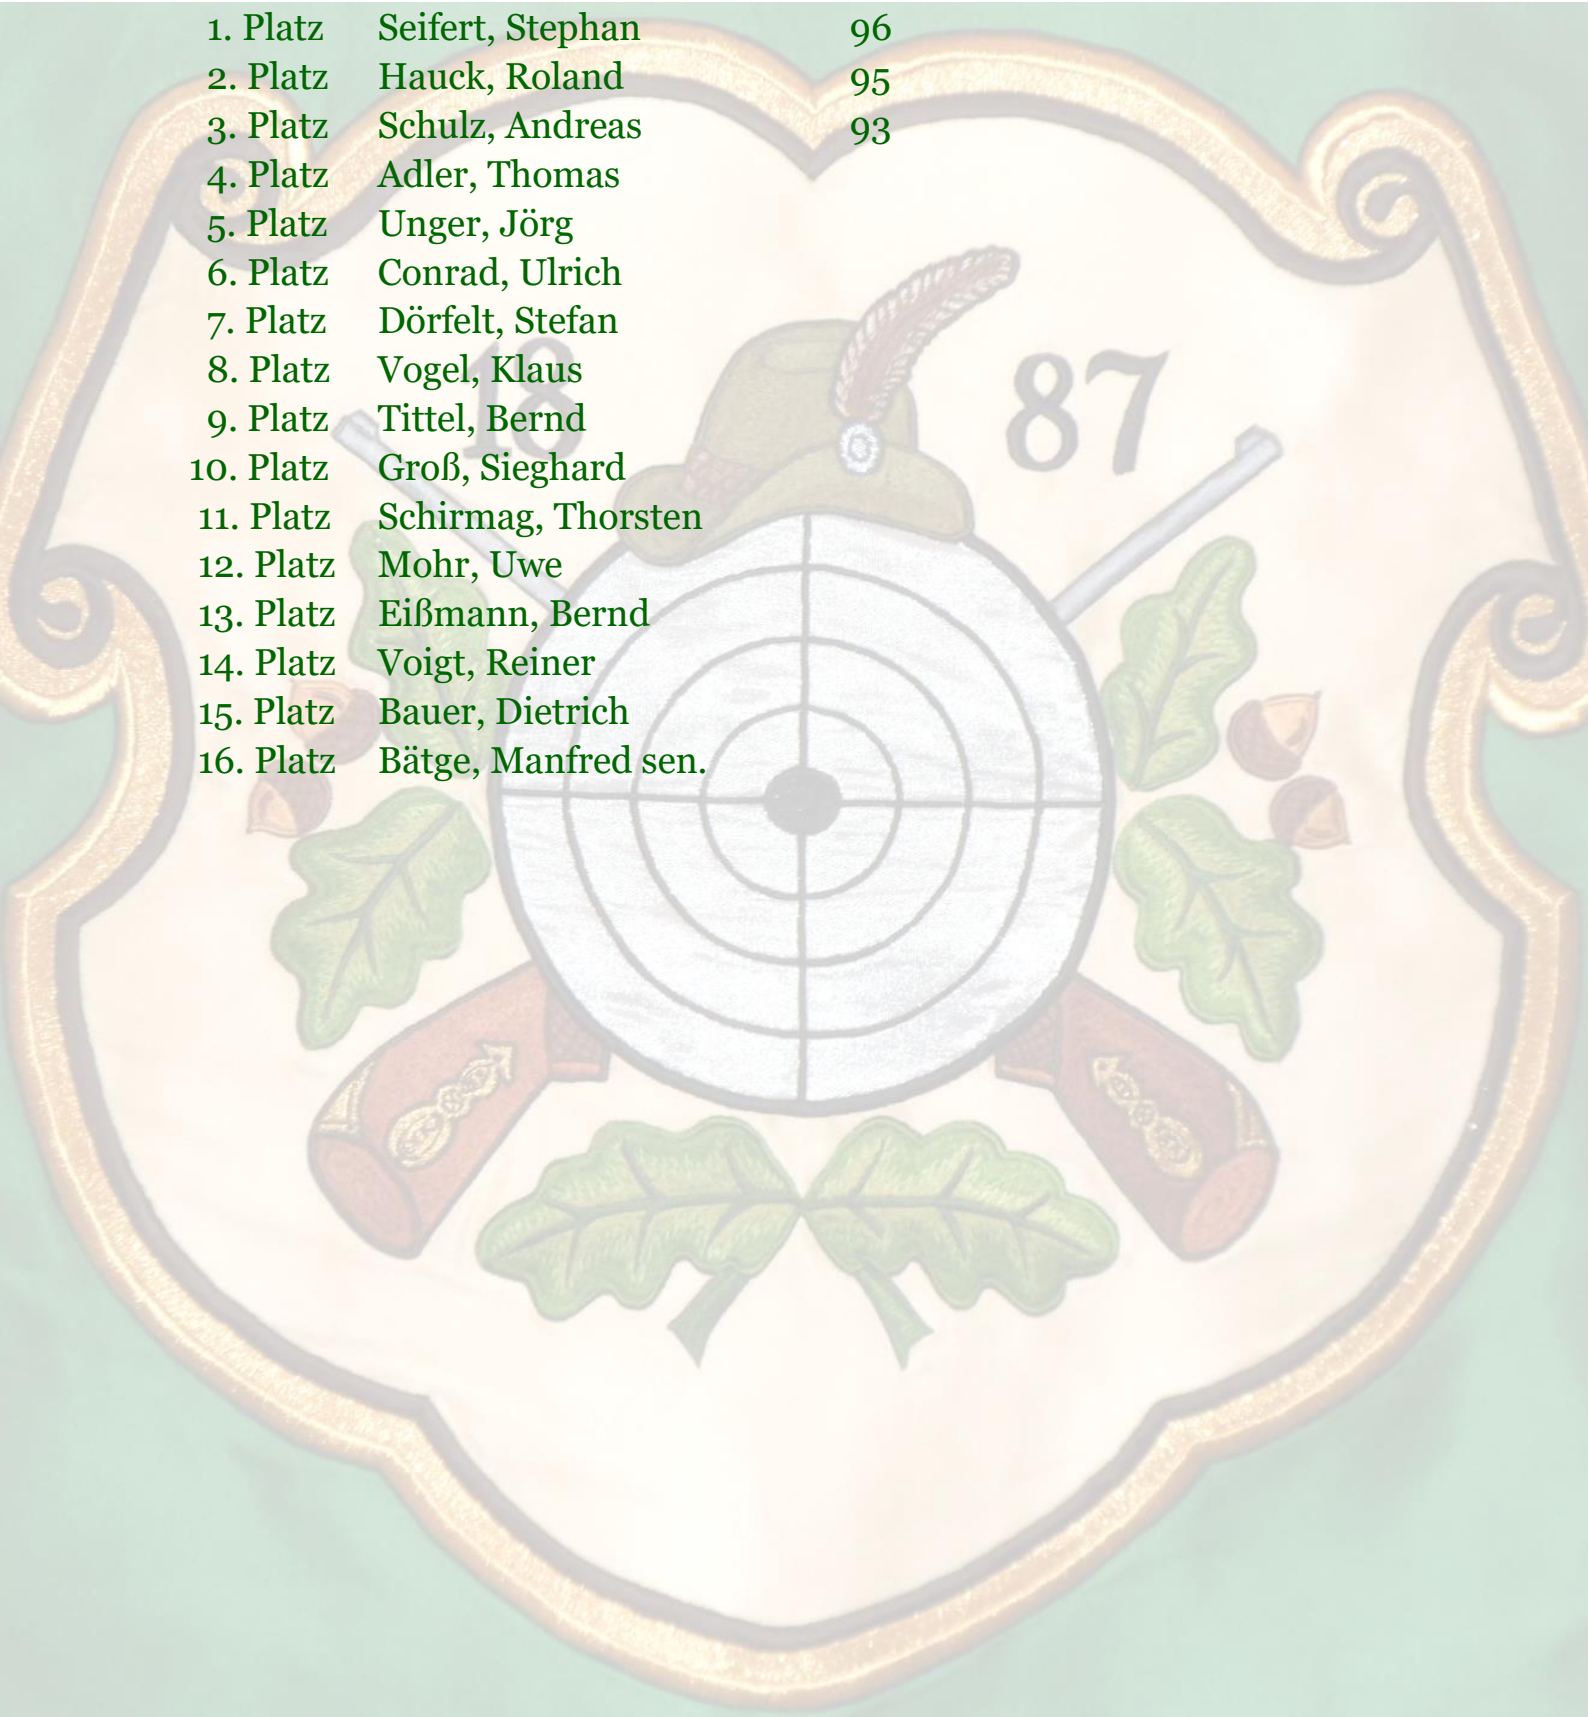 1. Platz Seifert, Stephan 96
2. Platz Hauck, Roland 95
3. Platz Schulz, Andreas 93
4. Platz Adler, Thomas
5. Platz Unger, Jörg
6. Platz Conrad, Ulrich
7. Platz Dörfelt, Stefan
8. Platz Vogel, Klaus
9. Platz Tittel, Bernd
10. Platz Groß, Sieghard
11. Platz Schirmag, Thorsten
12. Platz Mohr, Uwe
13. Platz Eißmann, Bernd
14. Platz Voigt, Reiner
15. Platz Bauer, Dietrich
16. Platz Bätge, Manfred sen.
18 87